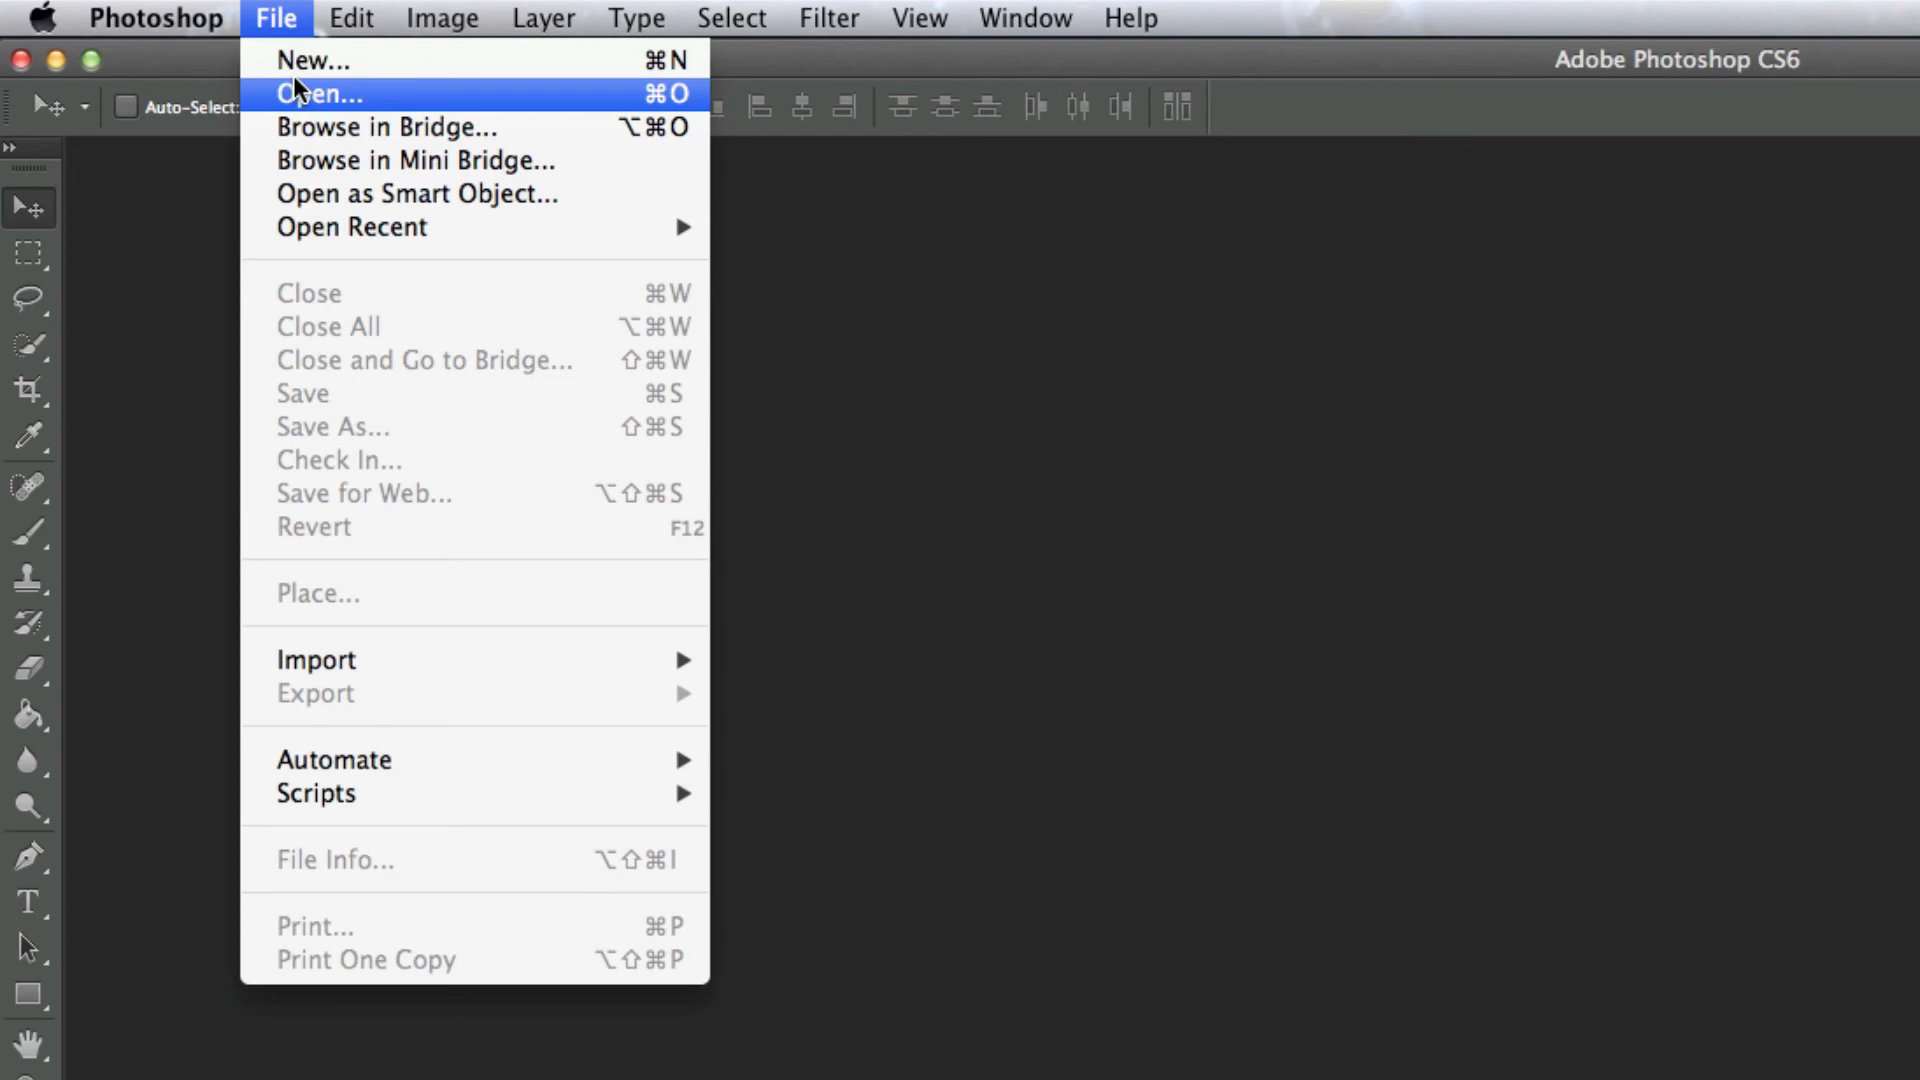 Photoshop File Edit Image Layer Type Select Filter View Window Help
Adobe Photoshop CS6
Auto-Select:
New... ⌘N
Open... ⌘O
Browse in Bridge... ⌥⌘O
Browse in Mini Bridge...
Open as Smart Object...
Open Recent
Close ⌘W
Close All ⌥⌘W
Close and Go to Bridge... ⇧⌘W
Save ⌘S
Save As... ⇧⌘S
Check In...
Save for Web... ⌥⇧⌘S
Revert F12
Place...
Import
Export
Automate
Scripts
File Info... ⌥⇧⌘I
Print... ⌘P
Print One Copy ⌥⇧⌘P